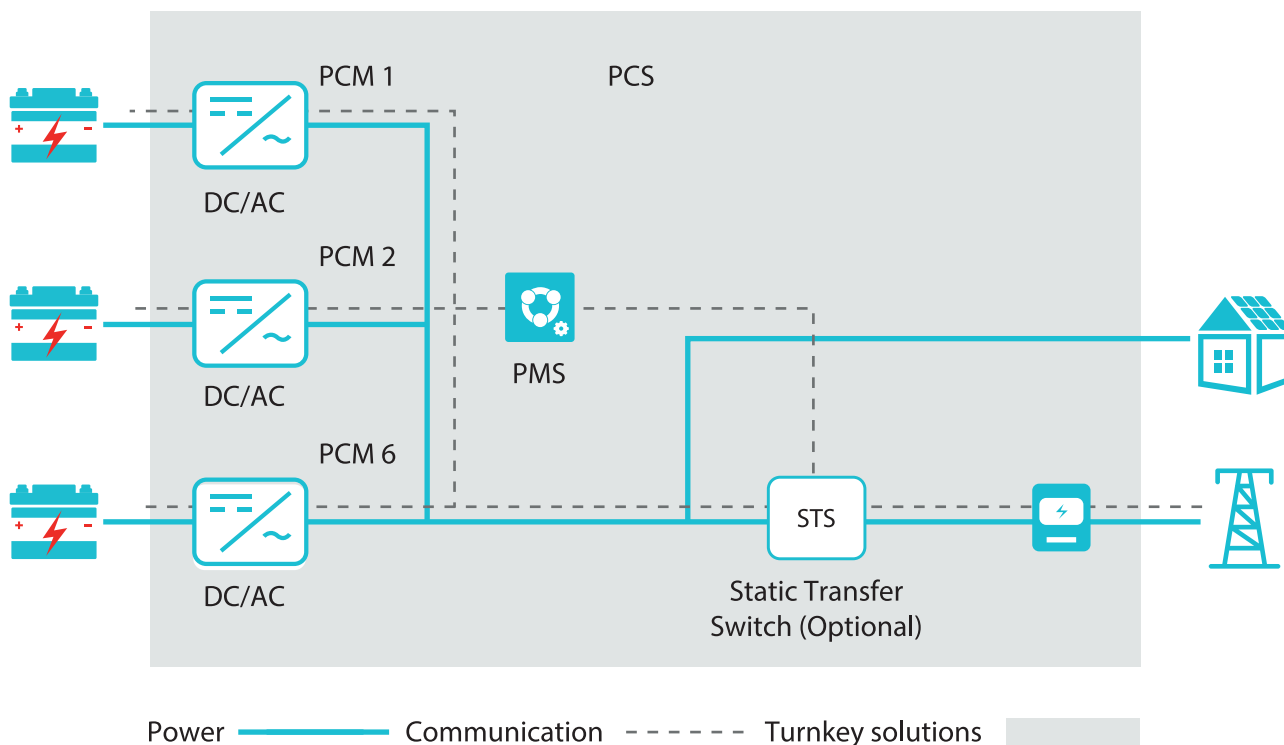 PCM 1
PCS
DC/AC
PCM 2
DC/AC
PMS
PCM 6
STS
DC/AC
Static Transfer
Switch (Optional)
Power
Communication
Turnkey solutions